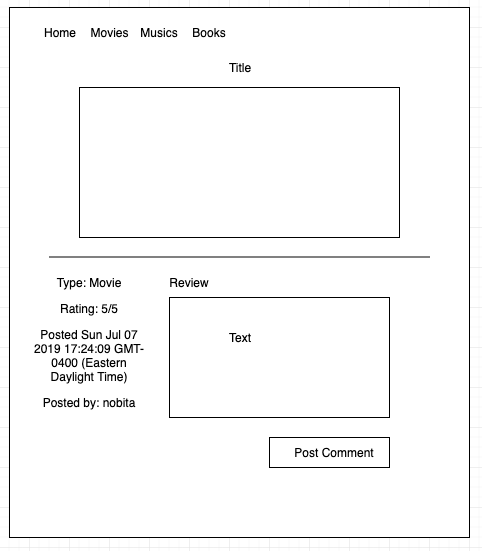 Home Movies Musics Books
Title
Type: Movie
Rating: 5/5
Posted Sun Jul 07
2019 17:24:09 GMT-
0400 (Eastern
Daylight Time)
Posted by: nobita
Review
Text
Post Comment